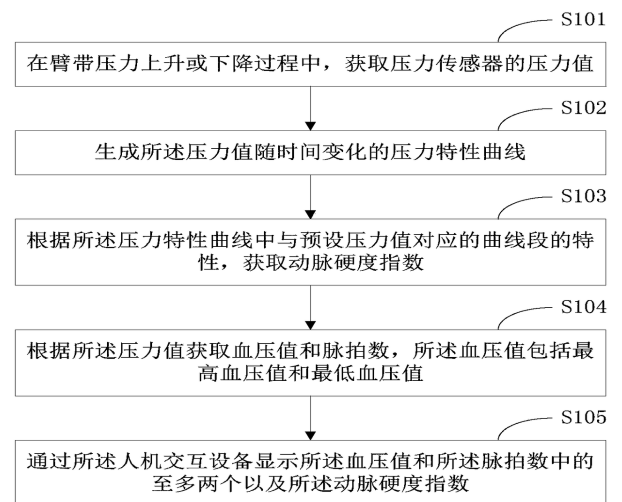 S101
在臂带压力上升或下降过程中，获取压力传感器的压力值
S102
生成所述压力值随时间变化的压力特性曲线
S103
根据所述压力特性曲线中与预设压力值对应的曲线段的特
性，获取动脉硬度指数
S104
根据所述压力值获取血压值和脉拍数，所述血压值包括最
高血压值和最低血压值
S105
通过所述人机交互设备显示所述血压值和所述脉拍数中的
至多两个以及所述动脉硬度指数